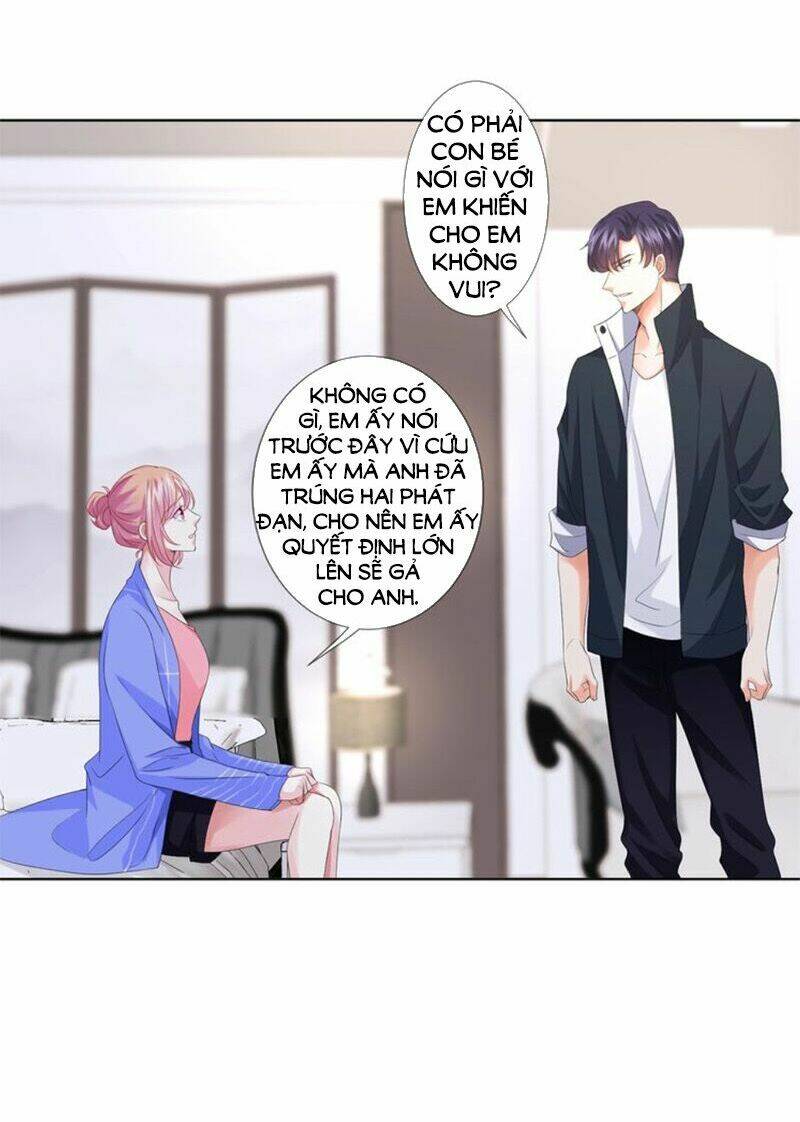 CÓ PHẢI
CON BÉ
NÓI GÌ VỚI
EM KHIẾN
CHO EM
KHÔNG
VUI?
KHÔNG CÓ
GÌ, EM ẤY NÓI
TRƯỚC ĐÂY VÌ CỨU
EM ẤY MÀ ANH ĐÃ
TRÚNG HAI PHÁT
ĐẠN, CHO NÊN EM ẤY
QUYẾT ĐỊNH LỚN
LÊN SẼ GẢ
CHO ANH.